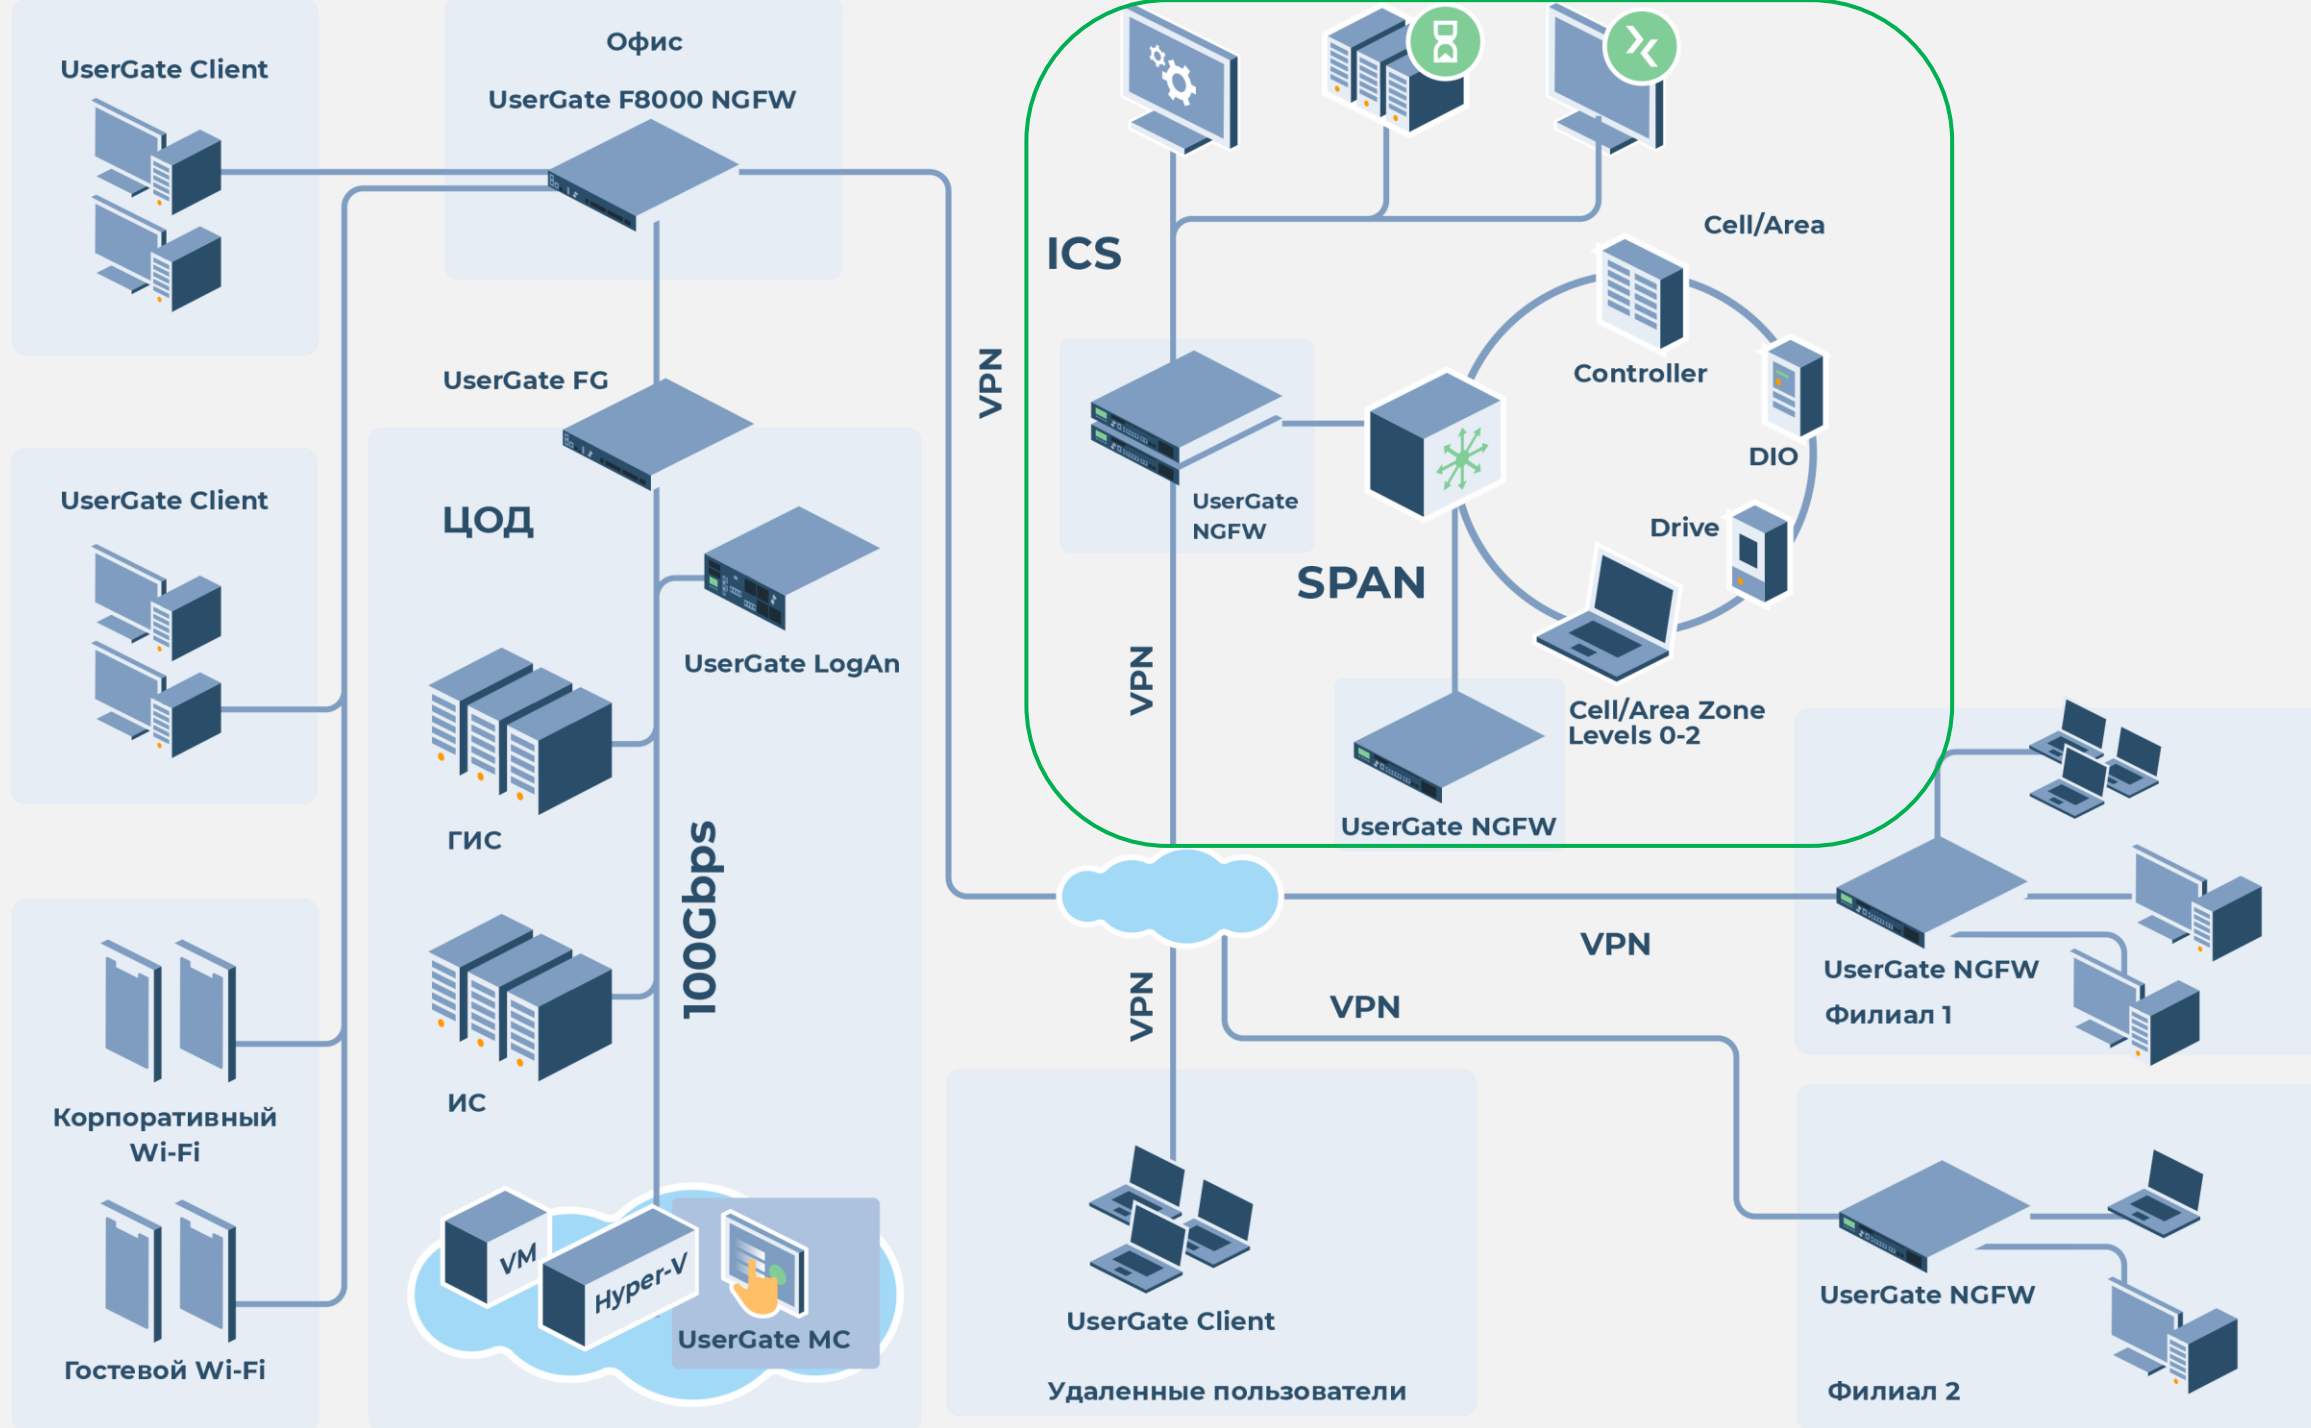 UserGate Client
Офис
UserGate F8000 NGFW
UserGate FG
ЦОД
UserGate LogAn
ГИС
ИС
100Gbps
VM
Hyper-V
UserGate MC
UserGate Client
Корпоративный
Wi-Fi
Гостевой Wi-Fi
VPN
ICS
Cell/Area
Controller
DIO
Drive
UserGate
NGFW
SPAN
VPN
Cell/Area Zone
Levels 0-2
UserGate NGFW
VPN
VPN
VPN
UserGate NGFW
Филиал 1
UserGate Client
Удаленные пользователи
UserGate NGFW
Филиал 2